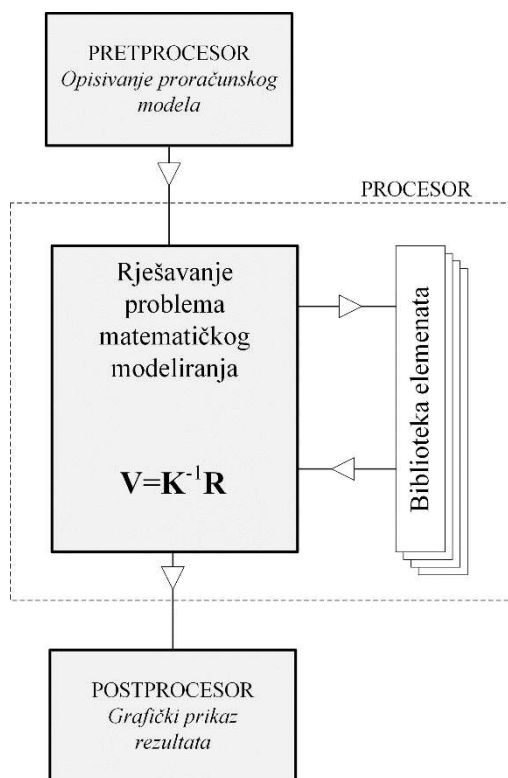 PRETPROCESOR
Opisivanje proračunskog
modela
PROCESOR
Rješavanje
problema
matematičkog
modeliranja
V=K⁻¹R
Biblioteka elemenata
POSTPROCESOR
Grafički prikaz
rezultata